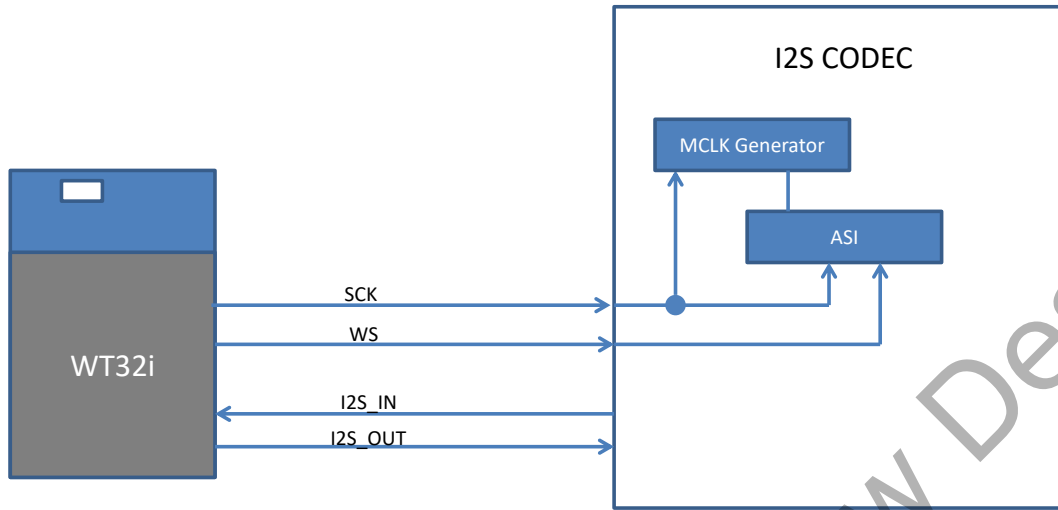 I2S CODEC
MCLK Generator
ASI
SCK
WS
WT32i
I2S_IN
I2S_OUT